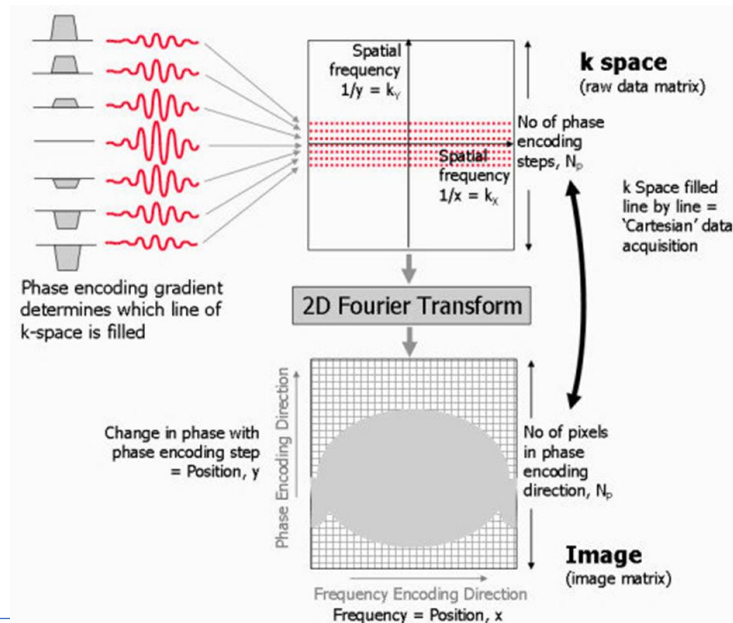 Spatial
frequency
1/y = kY
k space
(raw data matrix)
No of phase
encoding
steps, Np
Spatial
frequency
1/x = kx
k Space filled
line by line =
‘Cartesian’ data
acquisition
Phase encoding gradient
determines which line of
k-space is filled
2D Fourier Transform
Change in phase with
phase encoding step
= Position, y
Phase Encoding Direction
No of pixels
in phase
encoding
direction, Np
Image
(image matrix)
Frequency Encoding Direction
Frequency = Position, x